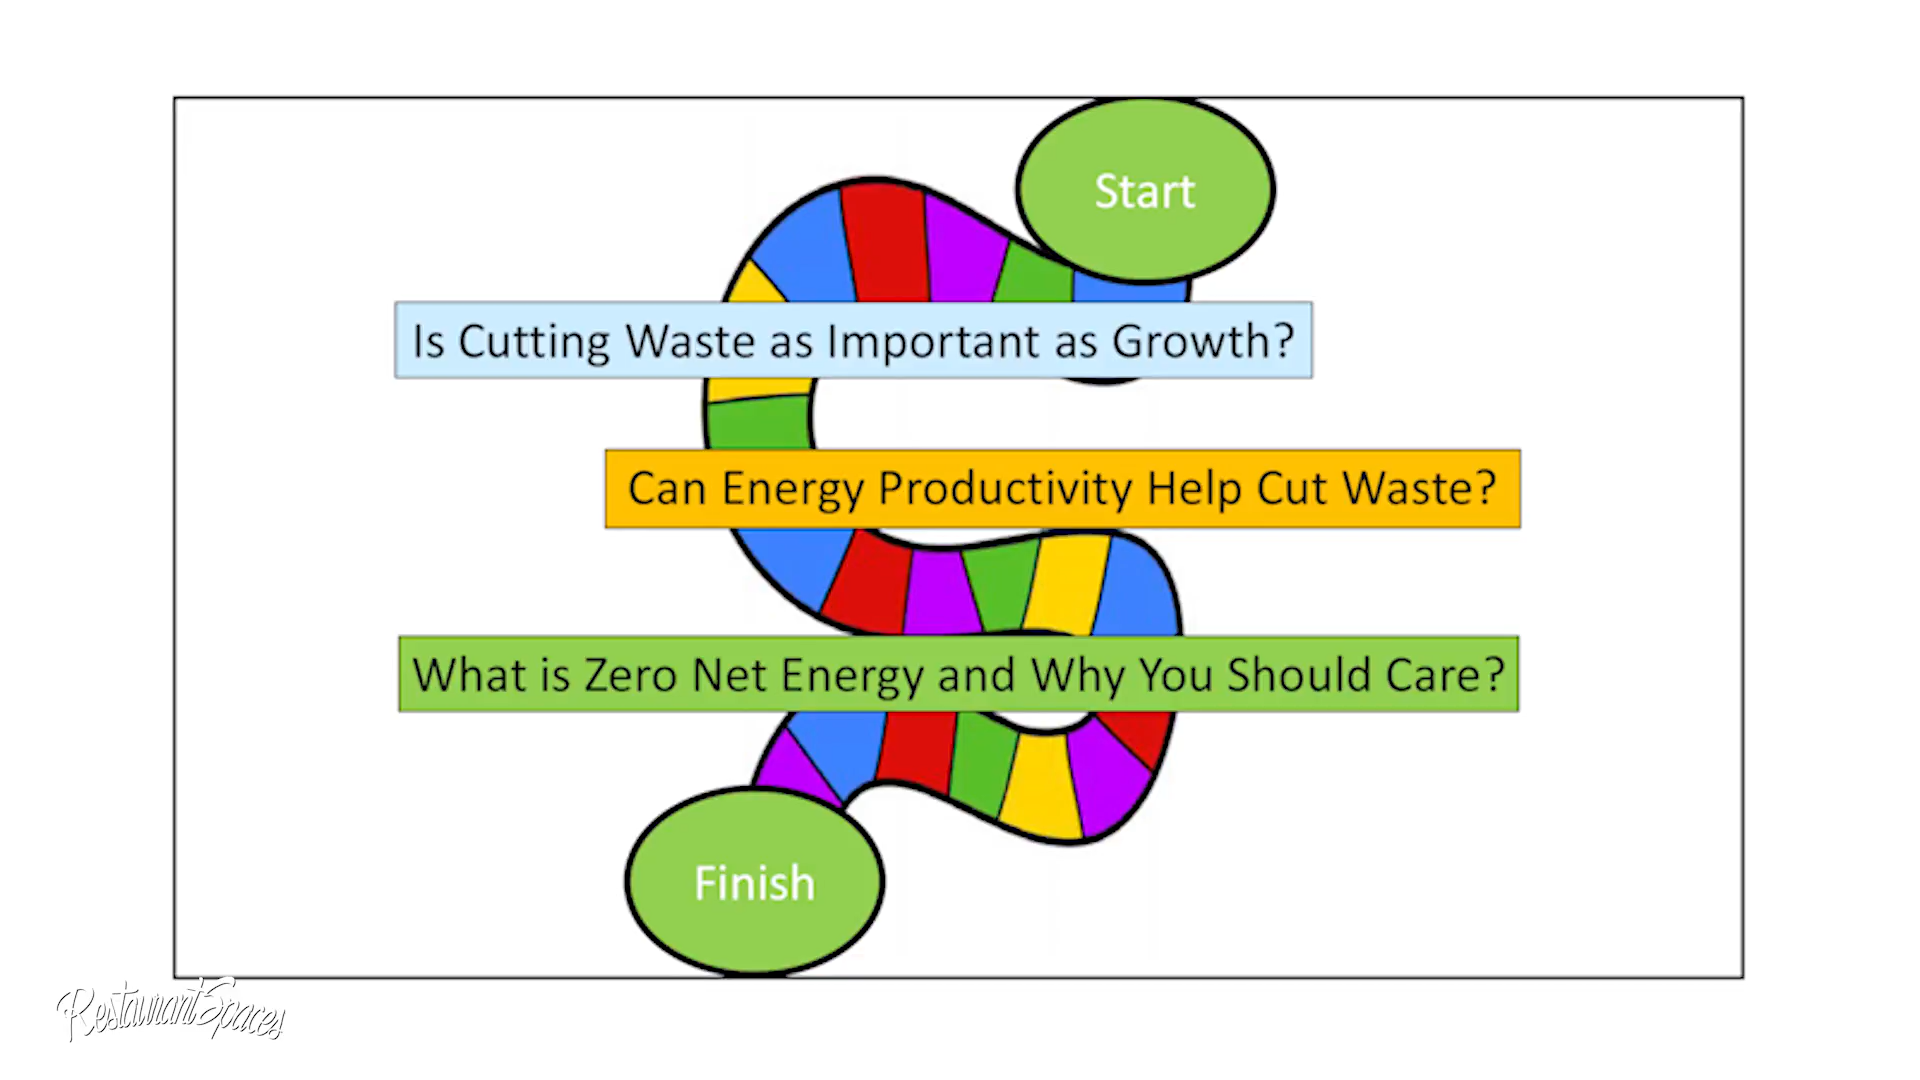 Start
Is Cutting Waste as Important as Growth?
Can Energy Productivity Help Cut Waste?
What is Zero Net Energy and Why You Should Care?
Finish
RestaurantSpaces